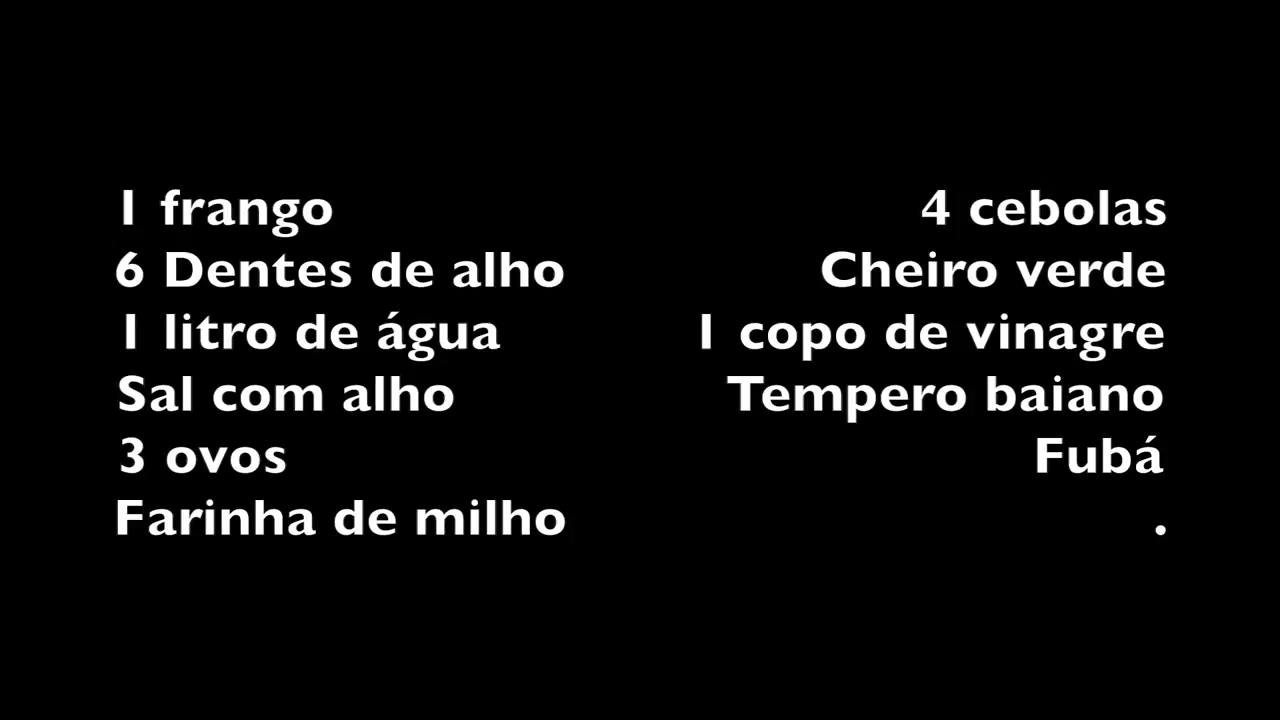 1 frango
6 Dentes de alho
1 litro de água
Sal com alho
3 ovos
Farinha de milho
4 cebolas
Cheiro verde
1 copo de vinagre
Tempero baiano
Fubá
.